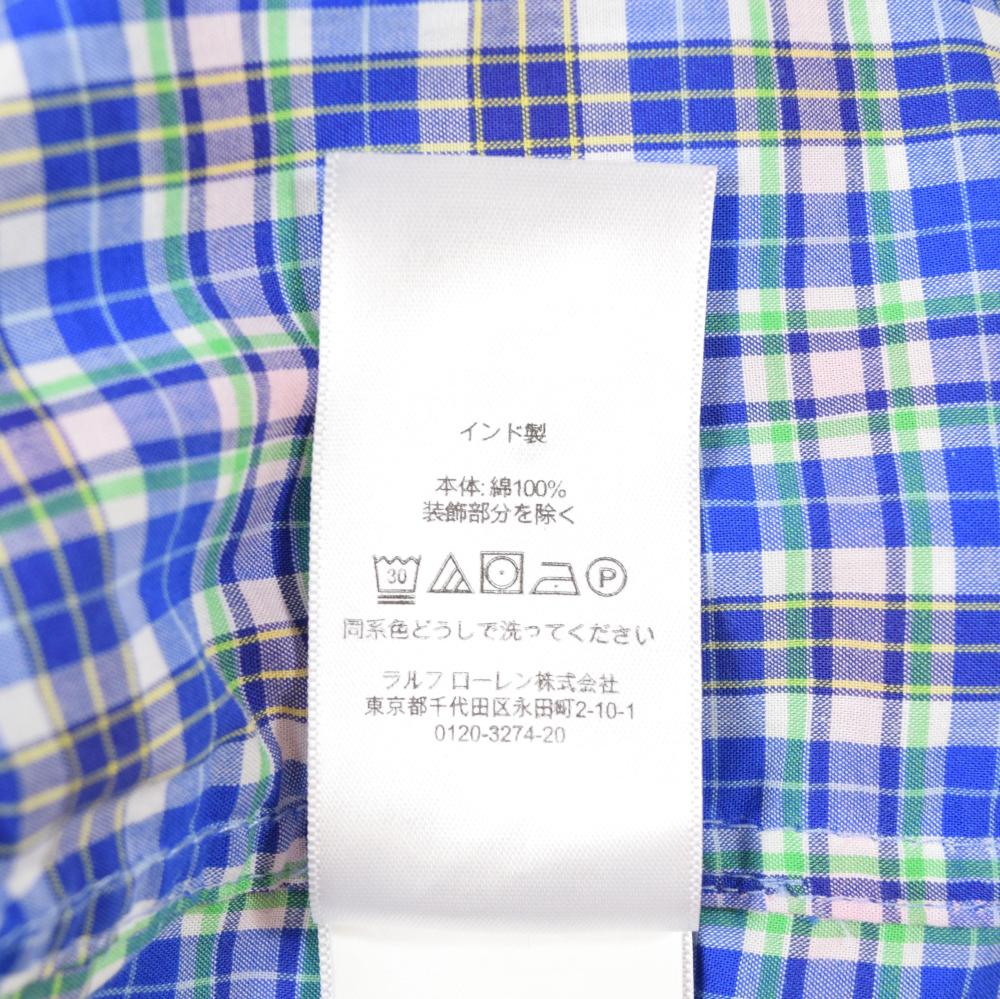 インド製
本体: 綿100%
装飾部分を除く
30 P
同系色どうしで洗ってください
ラルフ ローレン株式会社
東京都千代田区永田町2-10-1
0120-3274-20